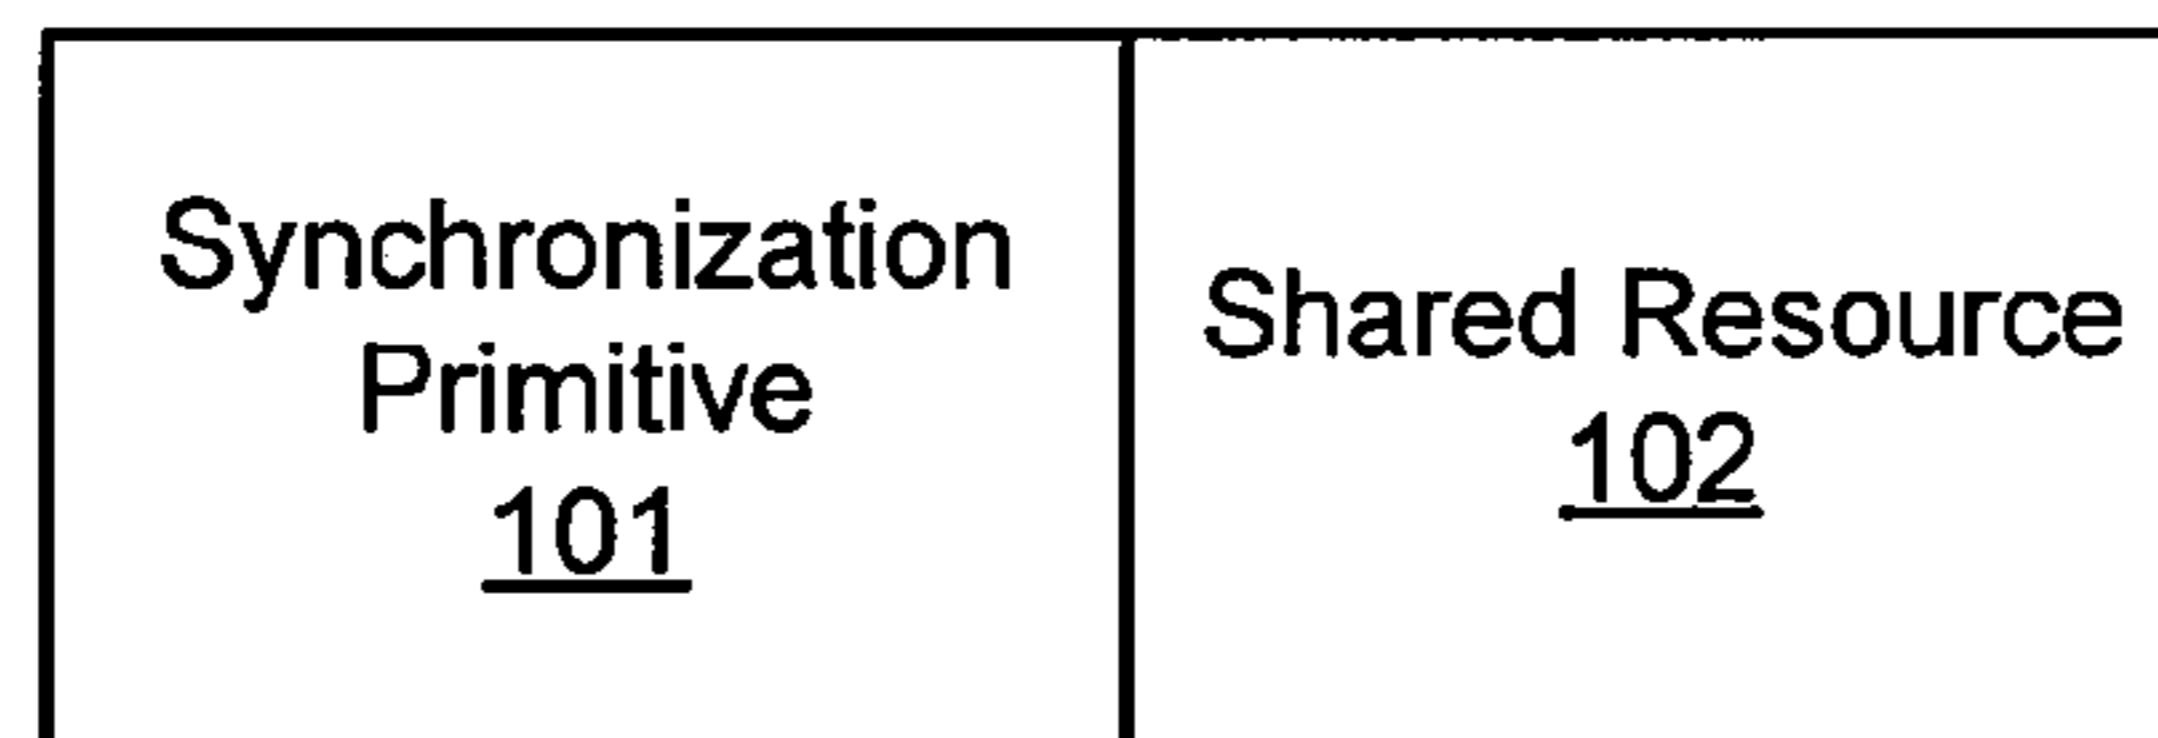 Synchronization
Primitive
101
Shared Resource
102